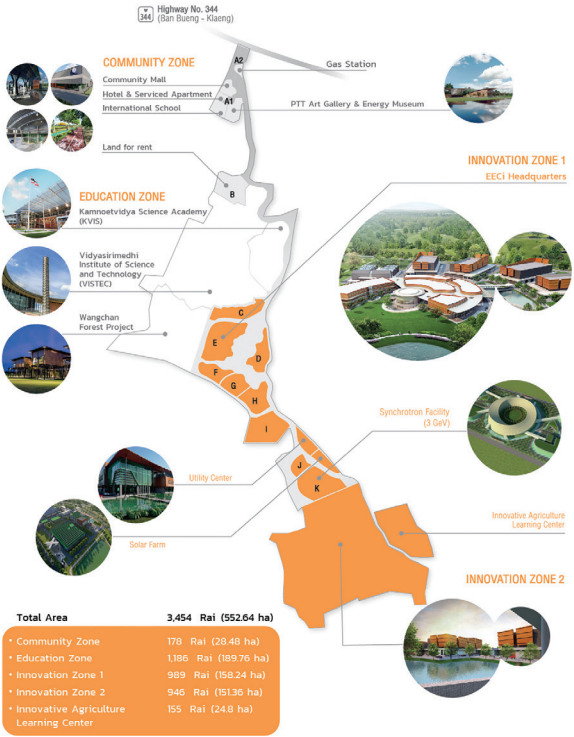 344
Highway No. 344
(Ban Bueng - Klaeng)
A2
Gas Station
COMMUNITY ZONE
Community Mall
Hotel & Serviced Apartment
International School
A1
PTT Art Gallery & Energy Museum
Land for rent
INNOVATION ZONE 1
EECi Headquarters
B
EDUCATION ZONE
Kamnoetvidya Science Academy
(KVIS)
Vidyasirimedhi
Institute of Science
and Technology
(VISTEC)
Wangchan
Forest Project
C
E
D
F
G
H
I
Synchrotron Facility
(3 GeV)
J
K
Utility Center
Solar Farm
Innovative Agriculture
Learning Center
INNOVATION ZONE 2
Total Area 3,454 Rai (552.64 ha)
• Community Zone 178 Rai (28.48 ha)
• Education Zone 1,186 Rai (189.76 ha)
• Innovation Zone 1 989 Rai (158.24 ha)
• Innovation Zone 2 946 Rai (151.36 ha)
• Innovative Agriculture 155 Rai (24.8 ha)
Learning Center